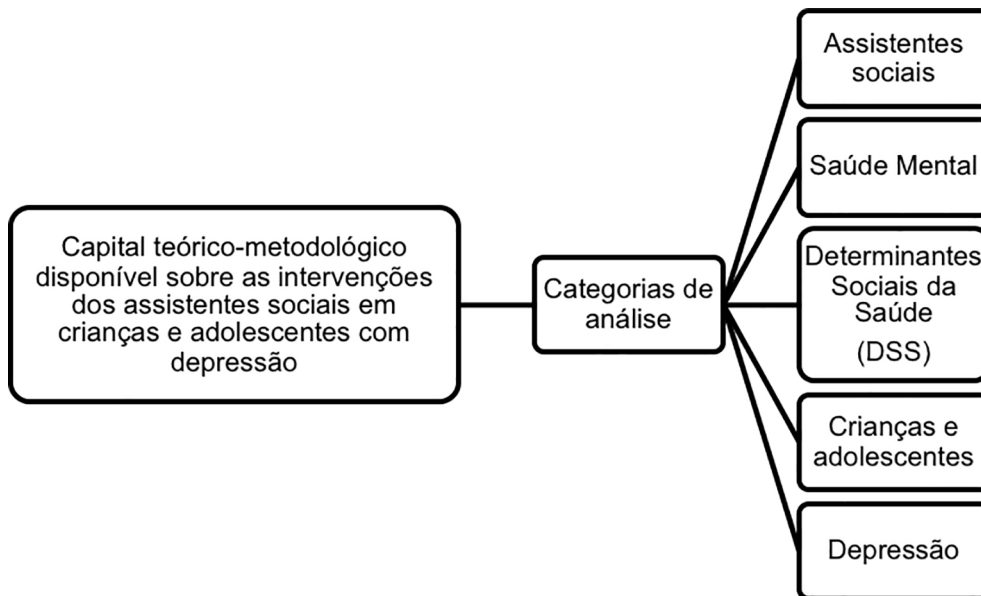 Capital teórico-metodológico
disponível sobre as intervenções
dos assistentes sociais em
crianças e adolescentes com
depressão
Categorias de
análise
Assistentes
sociais
Saúde Mental
Determinantes
Sociais da
Saúde
(DSS)
Crianças e
adolescentes
Depressão